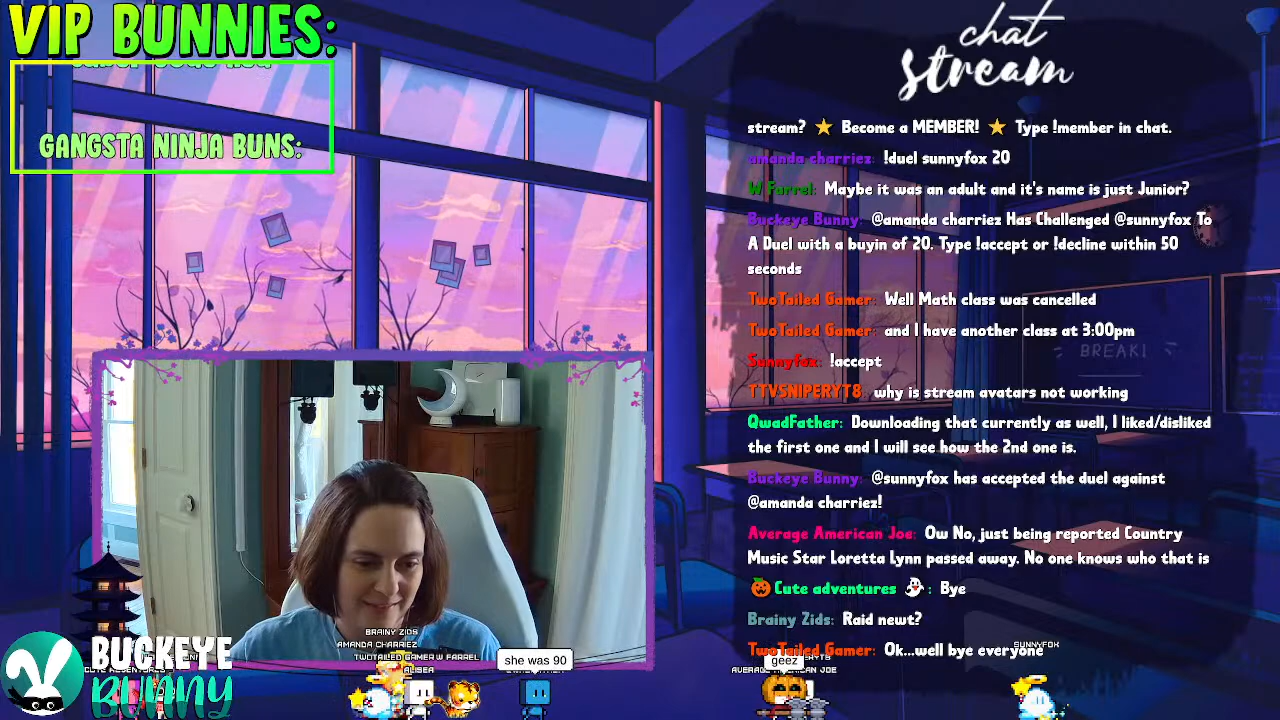 VIP BUNNIES:
GANGSTA NINJA BUNS:
chat
stream
stream? ⭐ Become a MEMBER! ⭐ Type !member in chat.
amanda charriez: !duel sunnyfox 20
W Farrel: Maybe it was an adult and it's name is just Junior?
Buckeye Bunny: @amanda charriez Has Challenged @sunnyfox To
A Duel with a buyin of 20. Type !accept or !decline within 50
seconds
TwoTailed Gamer: Well Math class was cancelled
TwoTailed Gamer: and I have another class at 3:00pm
Sunnyfox: !accept
TTVSNIPERYT8: why is stream avatars not working
QwadFather: Downloading that currently as well, I liked/disliked
the first one and I will see how the 2nd one is.
Buckeye Bunny: @sunnyfox has accepted the duel against
@amanda charriez!
Average American Joe: Ow No, just being reported Country
Music Star Loretta Lynn passed away. No one knows who that is
🎃Cute adventures 👻: Bye
Brainy Zids: Raid newt?
TwoTailed Gamer: Ok...well bye everyone
BREAK!
BRAINY ZIDS
AMANDA CHARRIEZ
TWOTAILED GAMER W FARREL
ALISEA
she was 90
geez
AVERAGE AMERICAN JOE
SUNNYFOX
BUCKEYE
BUNNY